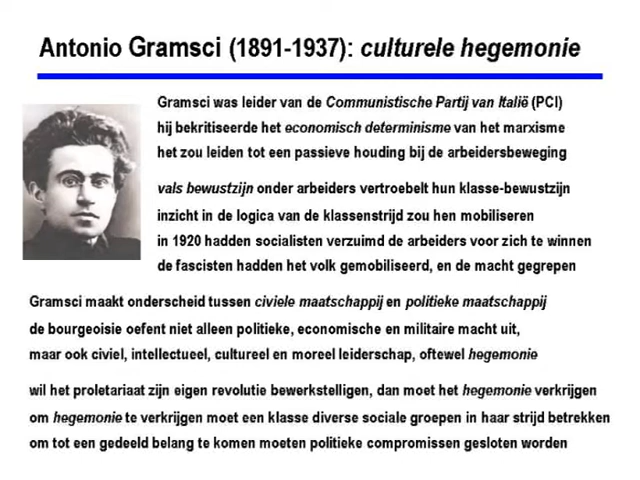 Antonio Gramsci (1891-1937): culturele hegemonie
Gramsci was leider van de Communistische Partij van Italië (PCI)
hij bekritiseerde het economisch determinisme van het marxisme
het zou leiden tot een passieve houding bij de arbeidersbeweging
vals bewustzijn onder arbeiders vertroebelt hun klasse-bewustzijn
inzicht in de logica van de klassenstrijd zou hen mobiliseren
in 1920 hadden socialisten verzuimd de arbeiders voor zich te winnen
de fascisten hadden het volk gemobiliseerd, en de macht gegrepen
Gramsci maakt onderscheid tussen civiele maatschappij en politieke maatschappij
de bourgeoisie oefent niet alleen politieke, economische en militaire macht uit,
maar ook civiel, intellectueel, cultureel en moreel leiderschap, oftewel hegemonie
wil het proletariaat zijn eigen revolutie bewerkstelligen, dan moet het hegemonie verkrijgen
om hegemonie te verkrijgen moet een klasse diverse sociale groepen in haar strijd betrekken
om tot een gedeeld belang te komen moeten politieke compromissen gesloten worden